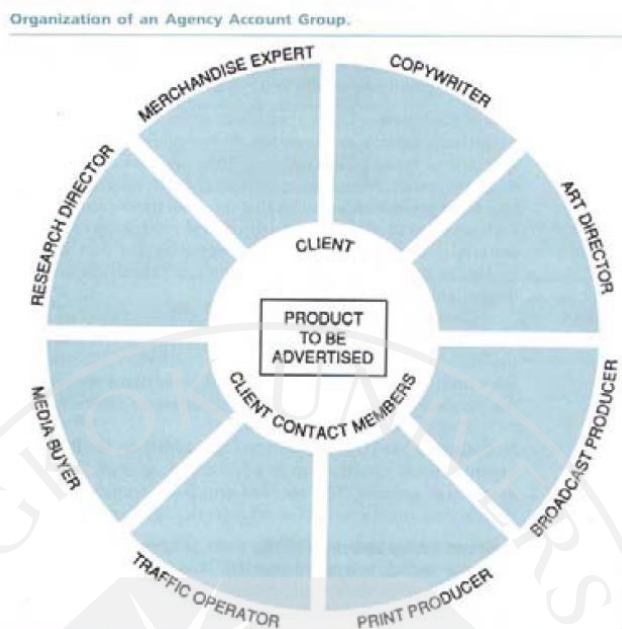 Organization of an Agency Account Group.
MERCHANDISE EXPERT
COPYWRITER
ART DIRECTOR
BROADCAST PRODUCER
PRINT PRODUCER
TRAFFIC OPERATOR
MEDIA BUYER
RESEARCH DIRECTOR
CLIENT
PRODUCT
TO BE
ADVERTISED
CLIENT CONTACT MEMBERS